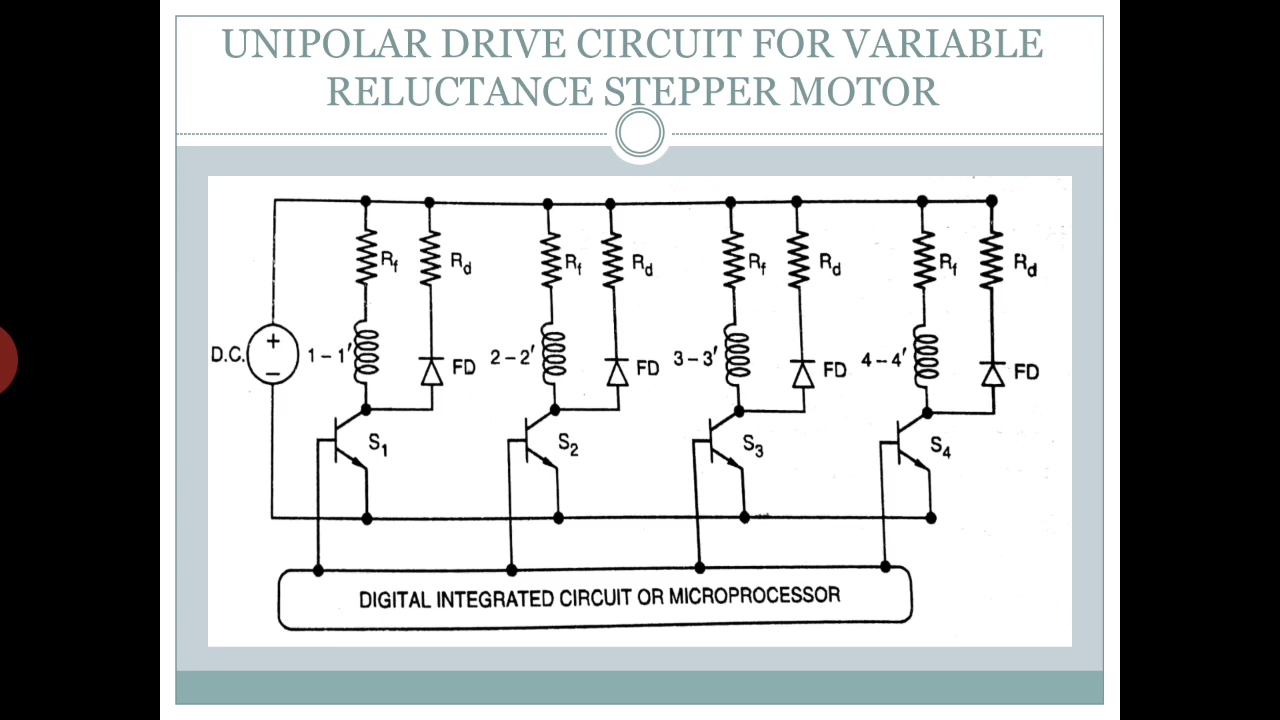 UNIPOLAR DRIVE CIRCUIT FOR VARIABLE
RELUCTANCE STEPPER MOTOR
Rf Rd Rf Rd Rf Rd Rf Rd
D.C. + − 1 – 1′ FD 2 – 2′ FD 3 – 3′ FD 4 – 4′ FD
S1 S2 S3 S4
DIGITAL INTEGRATED CIRCUIT OR MICROPROCESSOR